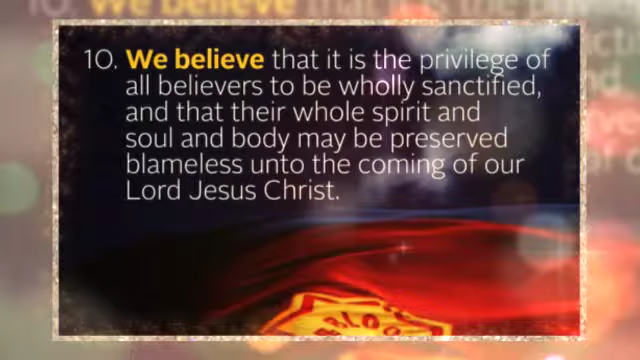 10. We believe that it is the privilege of
all believers to be wholly sanctified,
and that their whole spirit and
soul and body may be preserved
blameless unto the coming of our
Lord Jesus Christ.
BLOO